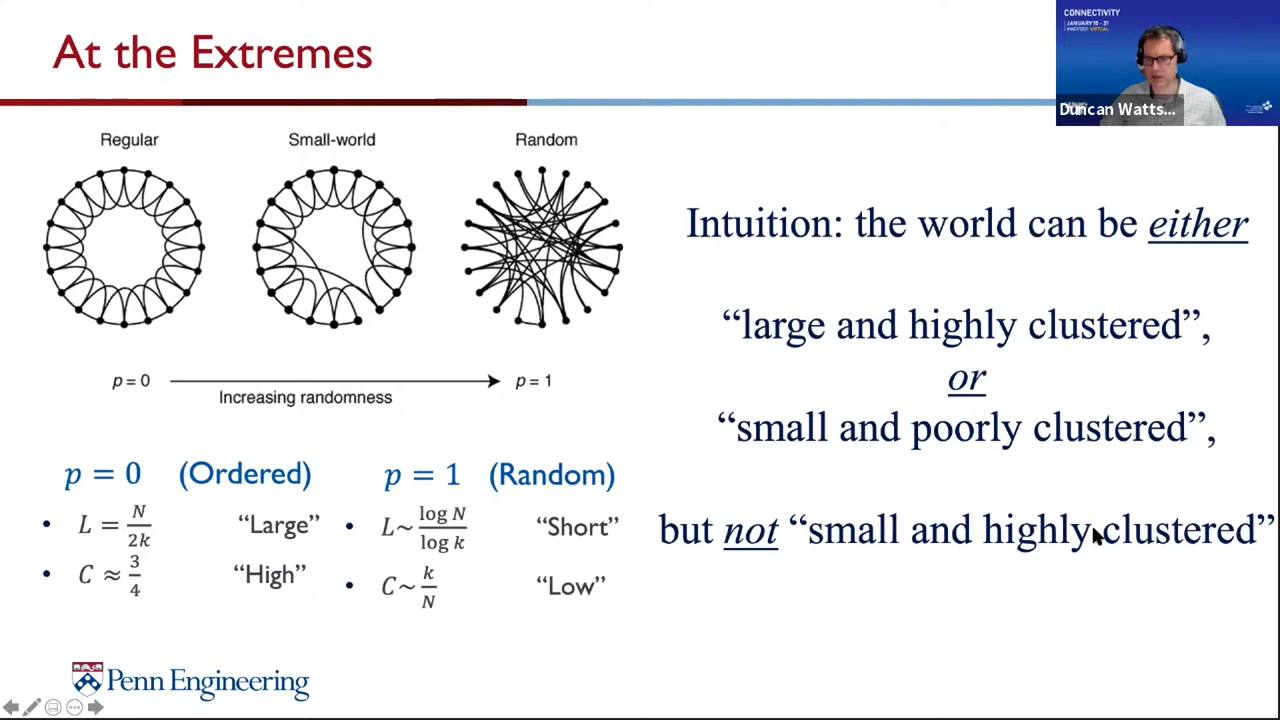 At the Extremes
CONNECTIVITY
JANUARY 10 - 21
VIRTUAL
Duncan Watts...
Regular
Small-world
Random
p = 0
p = 1
Increasing randomness
p = 0 (Ordered)
• L = N/2k "Large"
• C ≈ 3/4 "High"
p = 1 (Random)
• L~ log N/log k "Short"
• C~ k/N "Low"
Intuition: the world can be either
“large and highly clustered”,
or
“small and poorly clustered”,
but not “small and highly clustered”
Penn Engineering